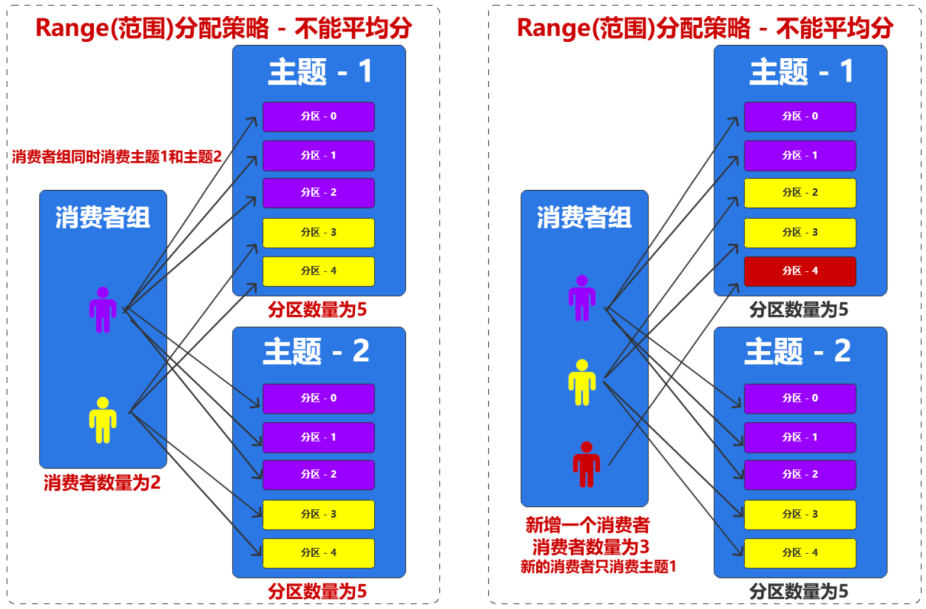 Range(范围)分配策略 - 不能平均分
主题 - 1
分区 - 0
分区 - 1
分区 - 2
分区 - 3
分区 - 4
分区数量为5
消费者组同时消费主题1和主题2
消费者组
消费者数量为2
主题 - 2
分区 - 0
分区 - 1
分区 - 2
分区 - 3
分区 - 4
分区数量为5
Range(范围)分配策略 - 不能平均分
主题 - 1
分区 - 0
分区 - 1
分区 - 2
分区 - 3
分区 - 4
分区数量为5
消费者组
新增一个消费者
消费者数量为3
新的消费者只消费主题1
主题 - 2
分区 - 0
分区 - 1
分区 - 2
分区 - 3
分区 - 4
分区数量为5